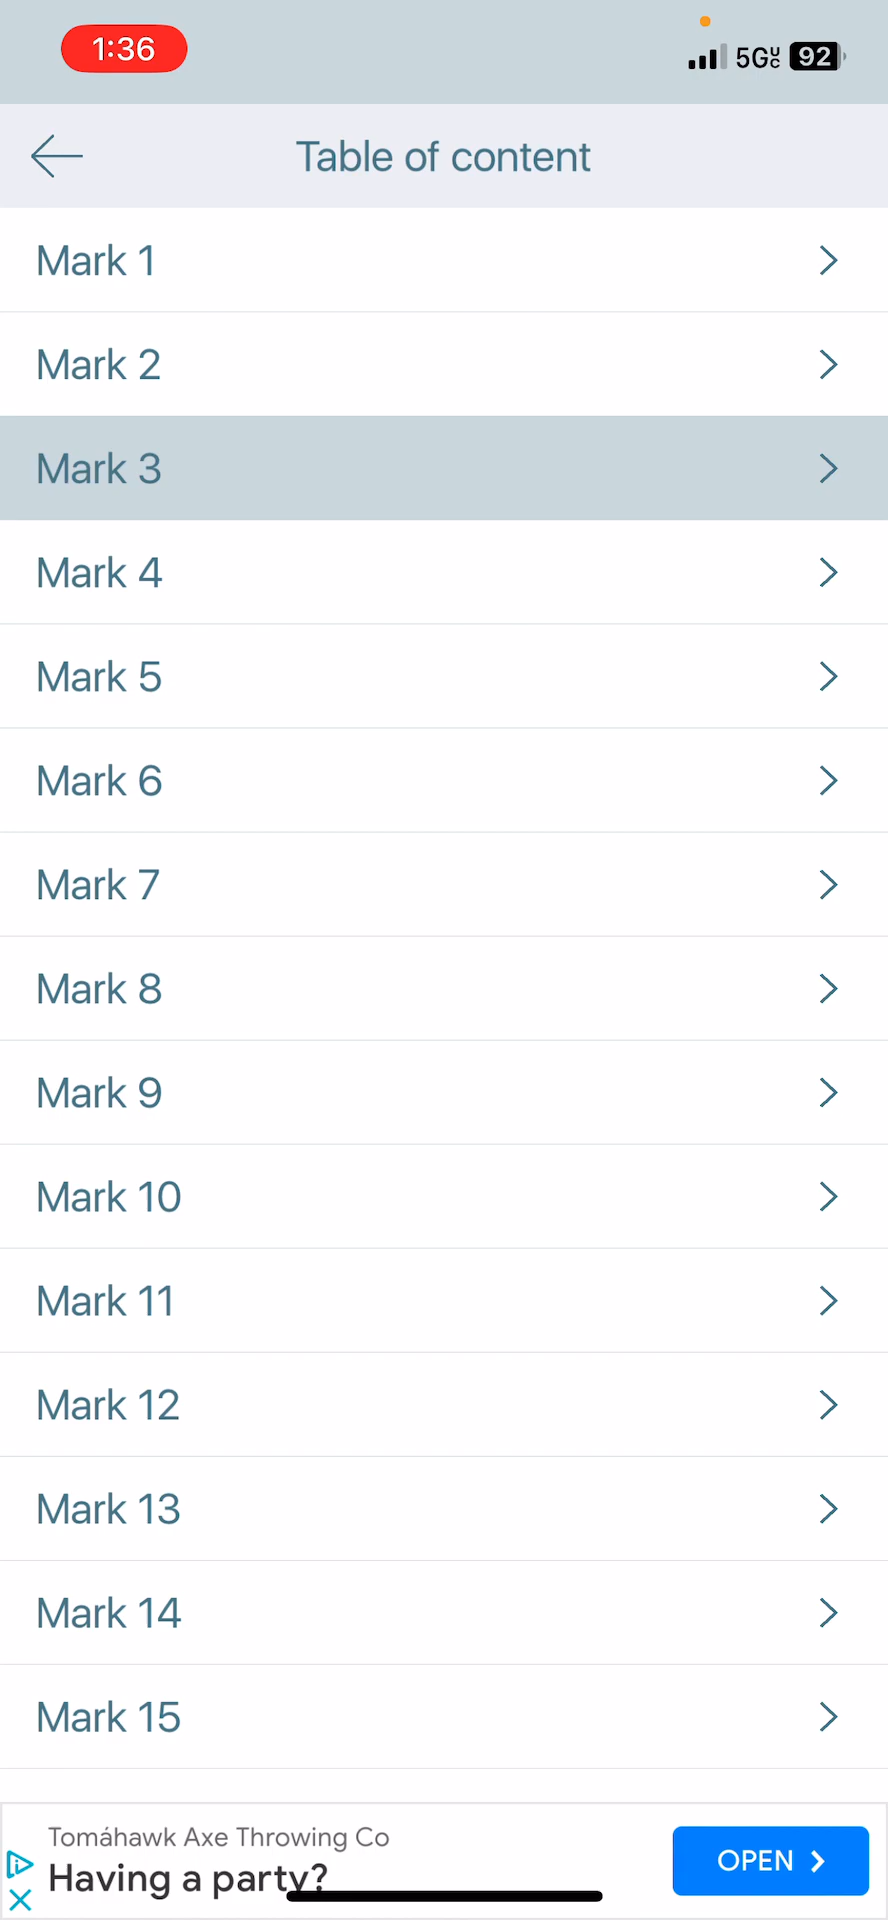 1:36
5G UC 92
Table of content
Mark 1
Mark 2
Mark 3
Mark 4
Mark 5
Mark 6
Mark 7
Mark 8
Mark 9
Mark 10
Mark 11
Mark 12
Mark 13
Mark 14
Mark 15
Tomáhawk Axe Throwing Co
Having a party?
OPEN